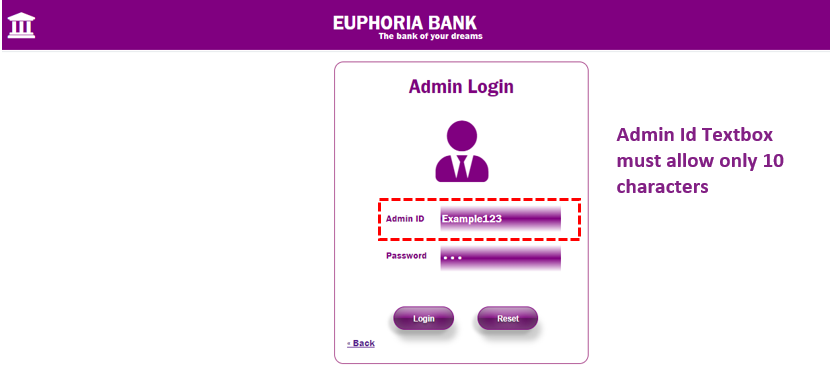 EUPHORIA BANK
The bank of your dreams
Admin Login
Admin Id Textbox
must allow only 10
characters
Admin ID Example123
Password
Login Reset
Back